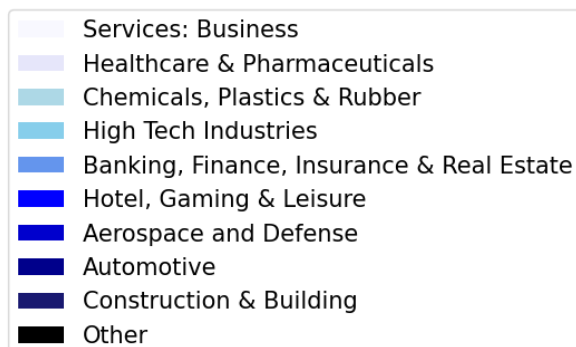 Services: Business
Healthcare & Pharmaceuticals
Chemicals, Plastics & Rubber
High Tech Industries
Banking, Finance, Insurance & Real Estate
Hotel, Gaming & Leisure
Aerospace and Defense
Automotive
Construction & Building
Other